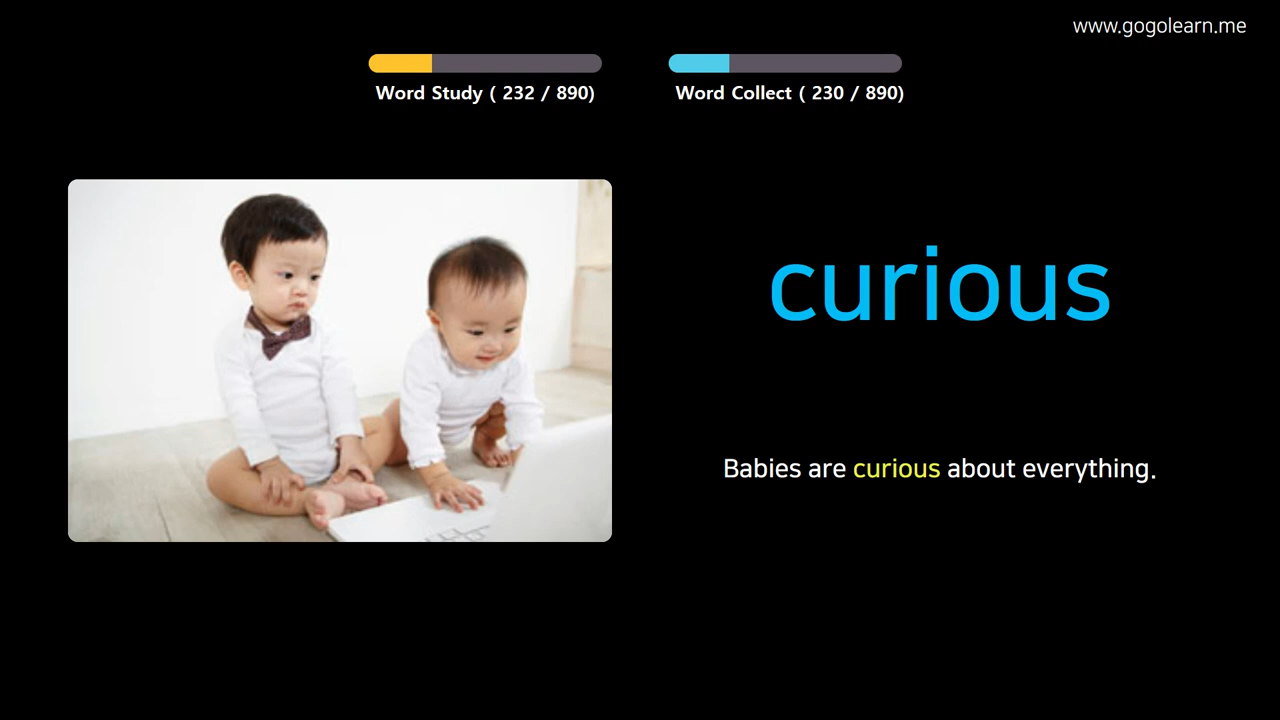 www.gogolearn.me
Word Study ( 232 / 890)
Word Collect ( 230 / 890)
curious
Babies are curious about everything.